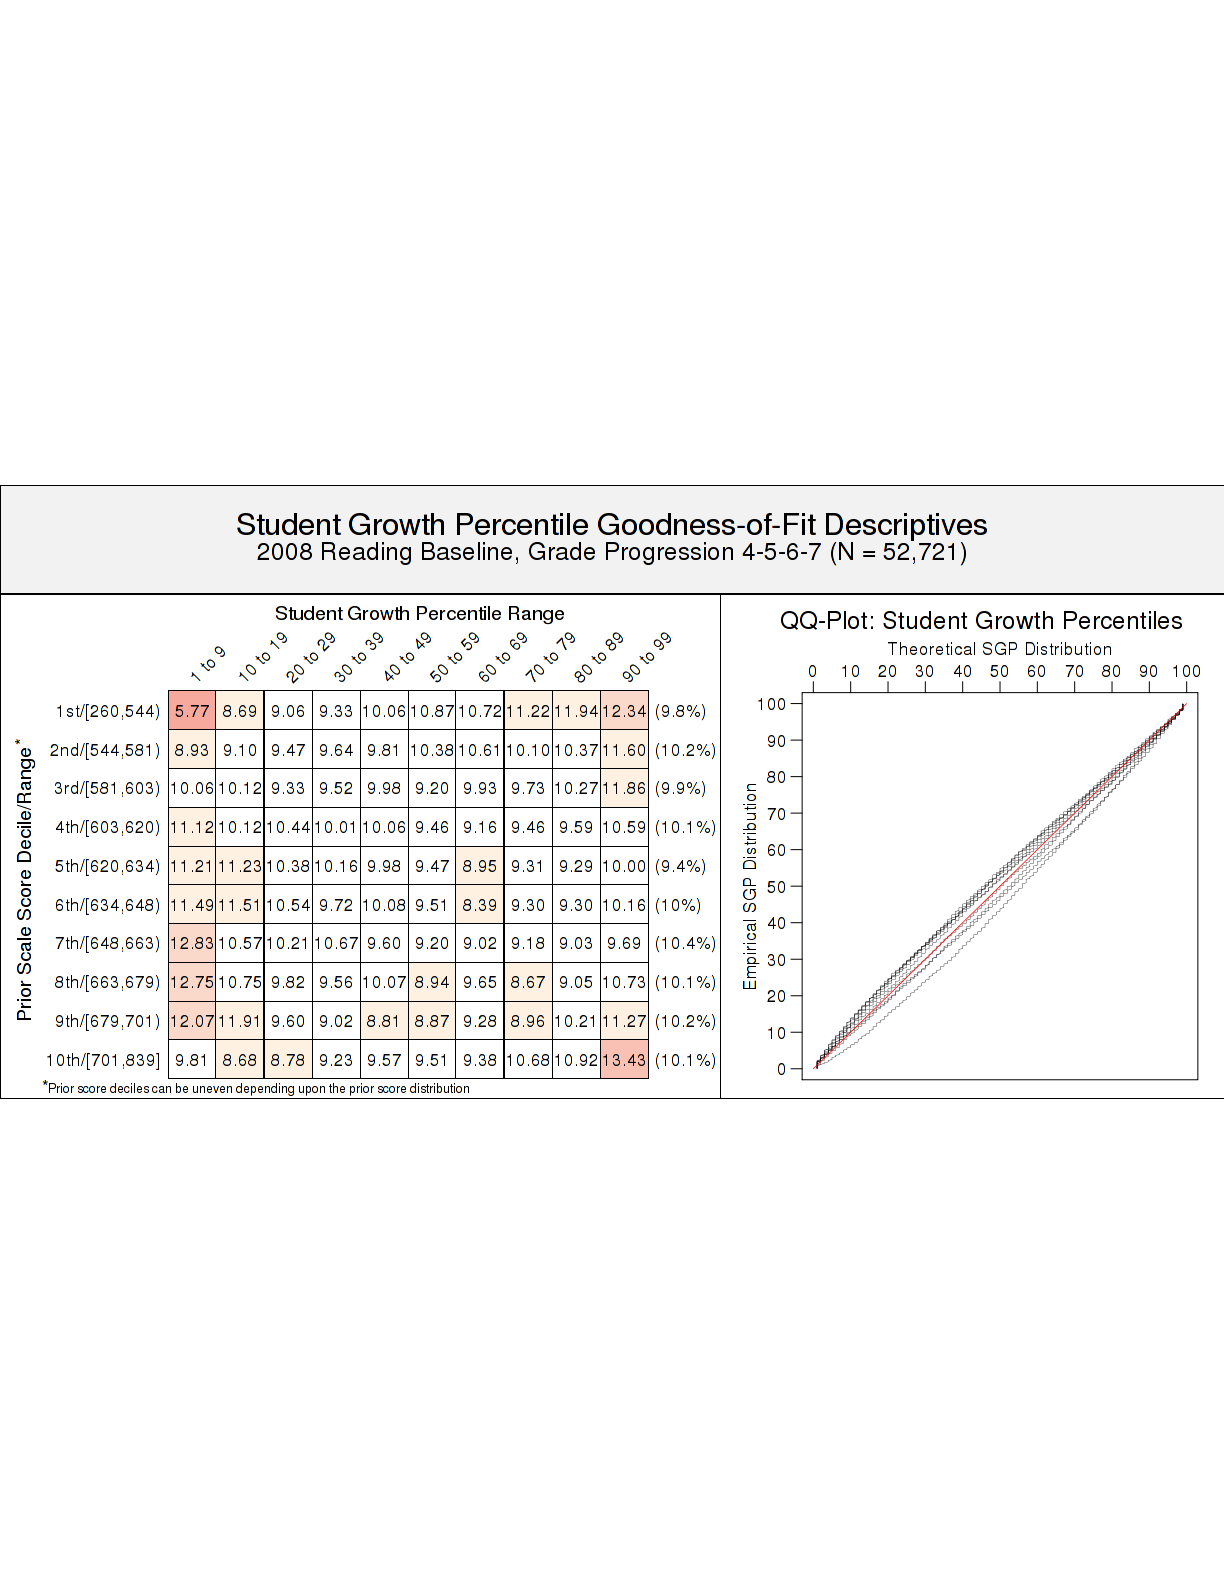 Student Growth Percentile Goodness-of-Fit Descriptives
2008 Reading Baseline, Grade Progression 4-5-6-7 (N = 52,721)
Student Growth Percentile Range
1 to 9 10 to 19 20 to 29 30 to 39 40 to 49 50 to 59 60 to 69 70 to 79 80 to 89 90 to 99
Prior Scale Score Decile/Range*
1st/[260,544) 5.77 8.69 9.06 9.33 10.06 10.87 10.72 11.22 11.94 12.34 (9.8%)
2nd/[544,581) 8.93 9.10 9.47 9.64 9.81 10.38 10.61 10.10 10.37 11.60 (10.2%)
3rd/[581,603) 10.06 10.12 9.33 9.52 9.98 9.20 9.93 9.73 10.27 11.86 (9.9%)
4th/[603,620) 11.12 10.12 10.44 10.01 10.06 9.46 9.16 9.46 9.59 10.59 (10.1%)
5th/[620,634) 11.21 11.23 10.38 10.16 9.98 9.47 8.95 9.31 9.29 10.00 (9.4%)
6th/[634,648) 11.49 11.51 10.54 9.72 10.08 9.51 8.39 9.30 9.30 10.16 (10%)
7th/[648,663) 12.83 10.57 10.21 10.67 9.60 9.20 9.02 9.18 9.03 9.69 (10.4%)
8th/[663,679) 12.75 10.75 9.82 9.56 10.07 8.94 9.65 8.67 9.05 10.73 (10.1%)
9th/[679,701) 12.07 11.91 9.60 9.02 8.81 8.87 9.28 8.96 10.21 11.27 (10.2%)
10th/[701,839] 9.81 8.68 8.78 9.23 9.57 9.51 9.38 10.68 10.92 13.43 (10.1%)
*Prior score deciles can be uneven depending upon the prior score distribution
QQ-Plot: Student Growth Percentiles
Theoretical SGP Distribution
0 10 20 30 40 50 60 70 80 90 100
Empirical SGP Distribution
100
90
80
70
60
50
40
30
20
10
0